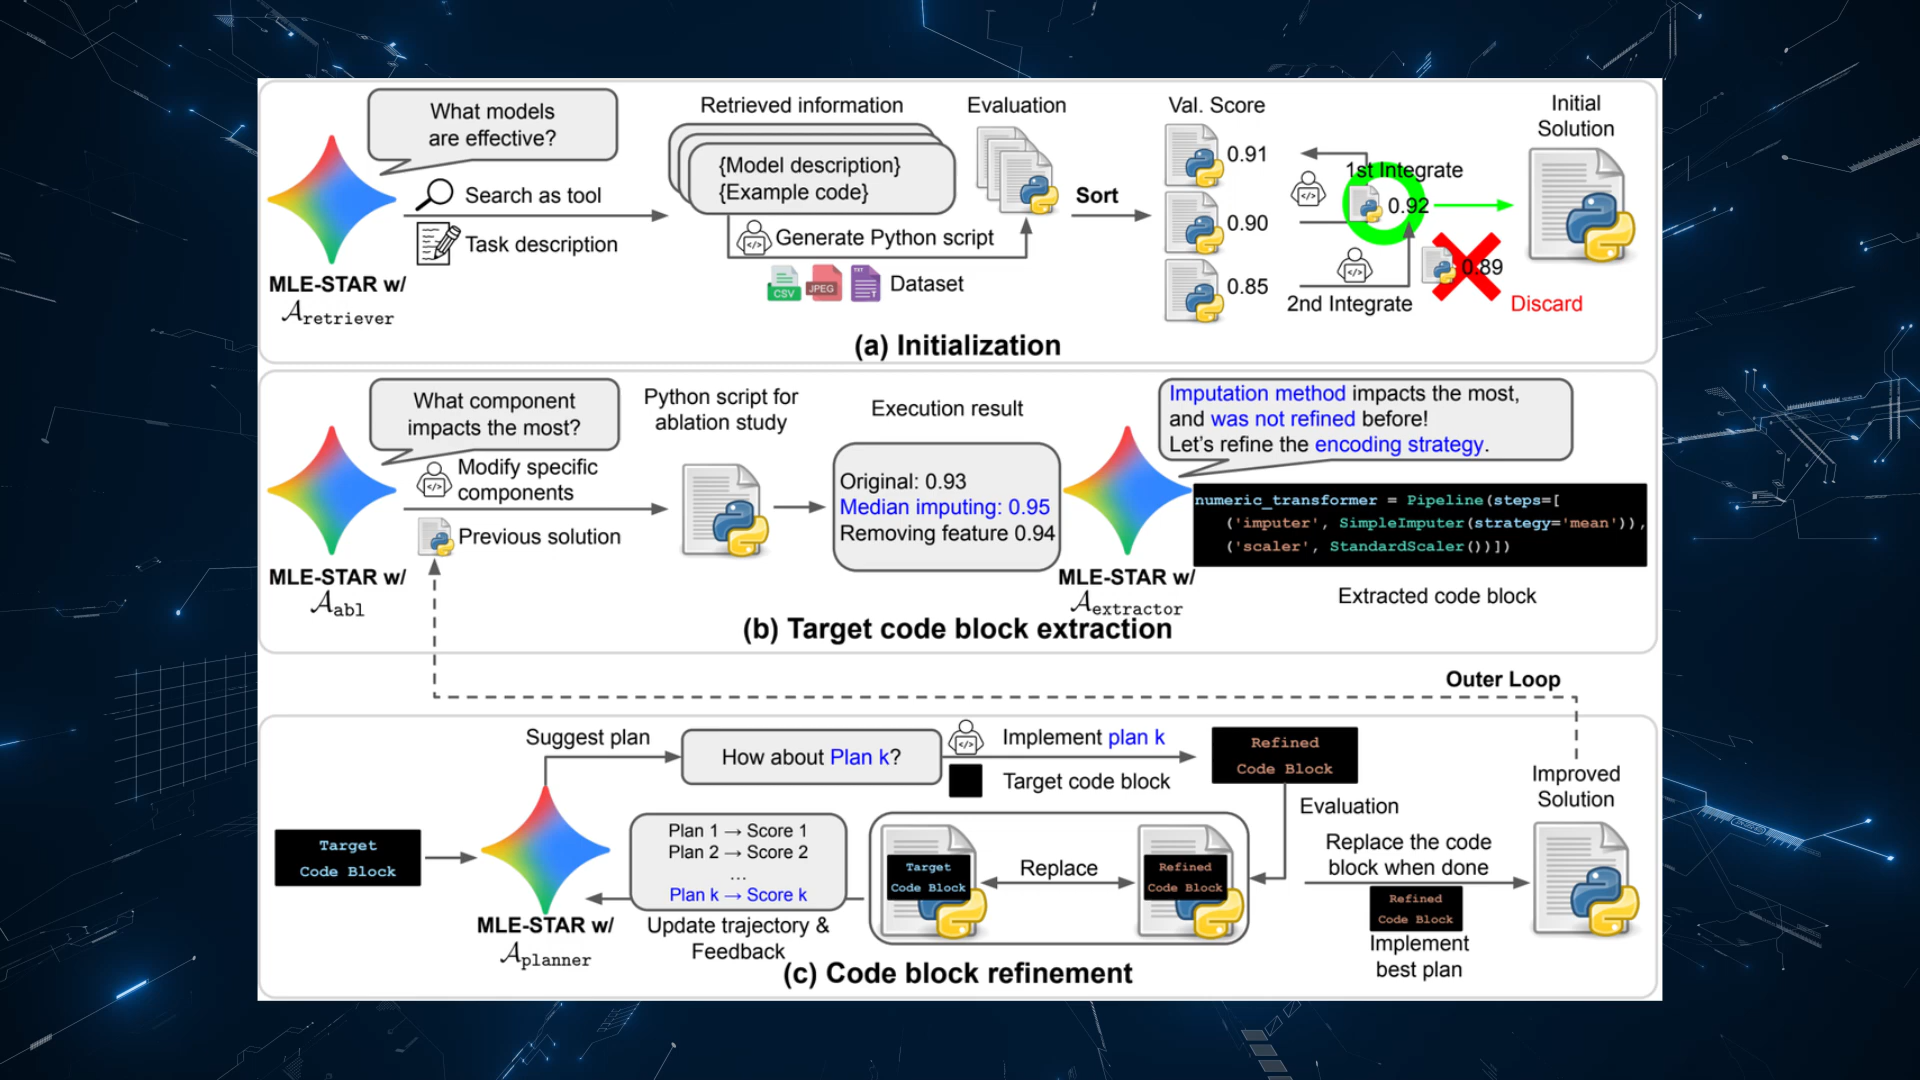 What models
are effective?
Retrieved information
Evaluation
Val. Score
Initial
Solution
{Model description}
{Example code}
Search as tool
Task description
Generate Python script
CSV
JPEG
TXT
T
Dataset
Sort
0.91
0.90
0.85
1st Integrate
0.92
0.89
2nd Integrate
Discard
MLE-STAR w/
𝒜retriever
(a) Initialization
What component
impacts the most?
Modify specific
components
Previous solution
MLE-STAR w/
𝒜abl
Python script for
ablation study
Execution result
Original: 0.93
Median imputing: 0.95
Removing feature 0.94
Imputation method impacts the most,
and was not refined before!
Let's refine the encoding strategy.
MLE-STAR w/
𝒜extractor
numeric_transformer = Pipeline(steps=[
('imputer', SimpleImputer(strategy='mean')),
('scaler', StandardScaler())])
Extracted code block
(b) Target code block extraction
Outer Loop
Suggest plan
How about Plan k?
</>
Implement plan k
Target code block
Refined
Code Block
Evaluation
Improved
Solution
Target
Code Block
MLE-STAR w/
𝒜planner
Plan 1 → Score 1
Plan 2 → Score 2
...
Plan k → Score k
Update trajectory &
Feedback
Target
Code Block
Replace
Refined
Code Block
Replace the code
block when done
Refined
Code Block
Implement
best plan
(c) Code block refinement